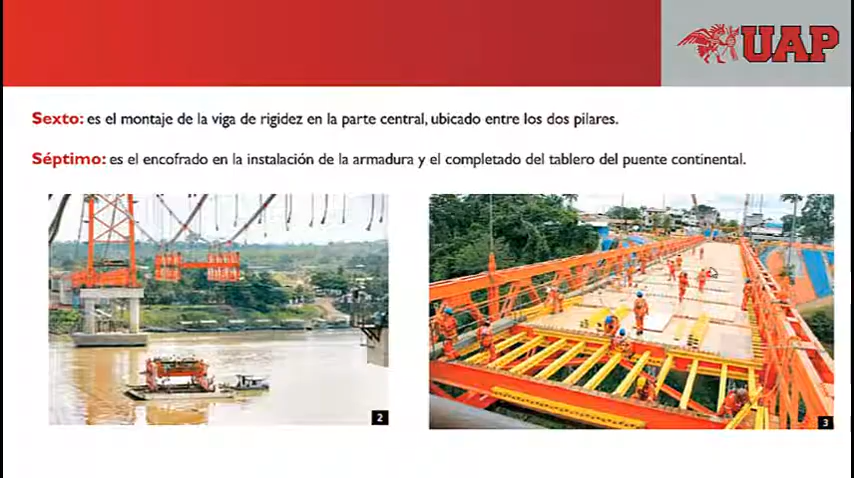 UAP
Sexto: es el montaje de la viga de rigidez en la parte central, ubicado entre los dos pilares.
Séptimo: es el encofrado en la instalación de la armadura y el completado del tablero del puente continental.
2
3